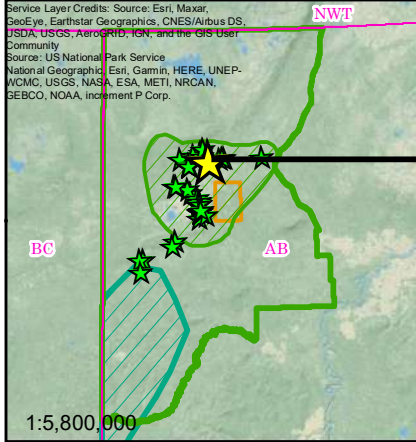 Service Layer Credits: Source: Esri, Maxar,
GeoEye, Earthstar Geographics, CNES/Airbus DS,
USDA, USGS, AeroGRID, IGN, and the GIS User
Community
Source: US National Park Service
National Geographic, Esri, Garmin, HERE, UNEP-
WCMC, USGS, NASA, ESA, METI, NRCAN,
GEBCO, NOAA, increment P Corp.
NWT
BC
AB
1:5,800,000